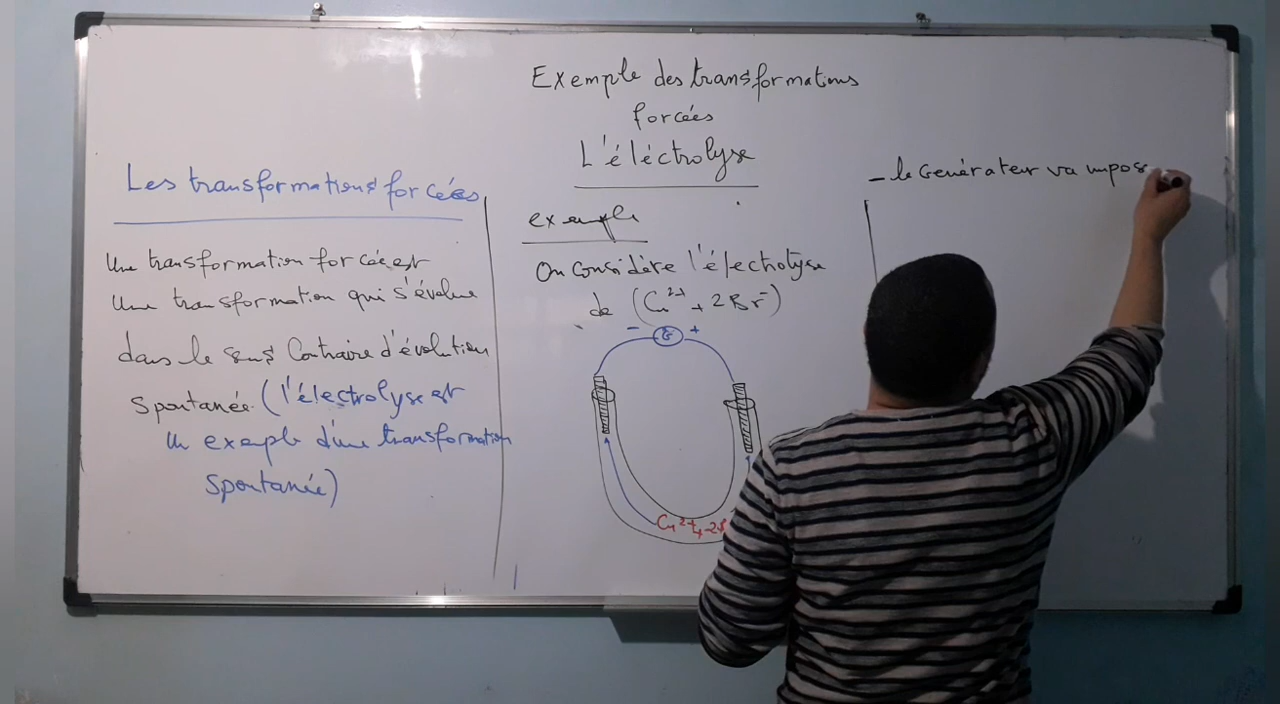 Les transformations forcées
Une transformation forcée est
Une transformation qui s'évolue
dans le sens Contraire d'évolution
spontanée (l'électrolyse est
un exemple d'une transformation
spontanée)
Exemple des transformations
forcées
L'éléctrolyse
exemple
On Considère l'électrolyse
de (Cu²⁺ + 2Br⁻)
- G +
Cu²⁺ + 2B
- le Générateur va impos